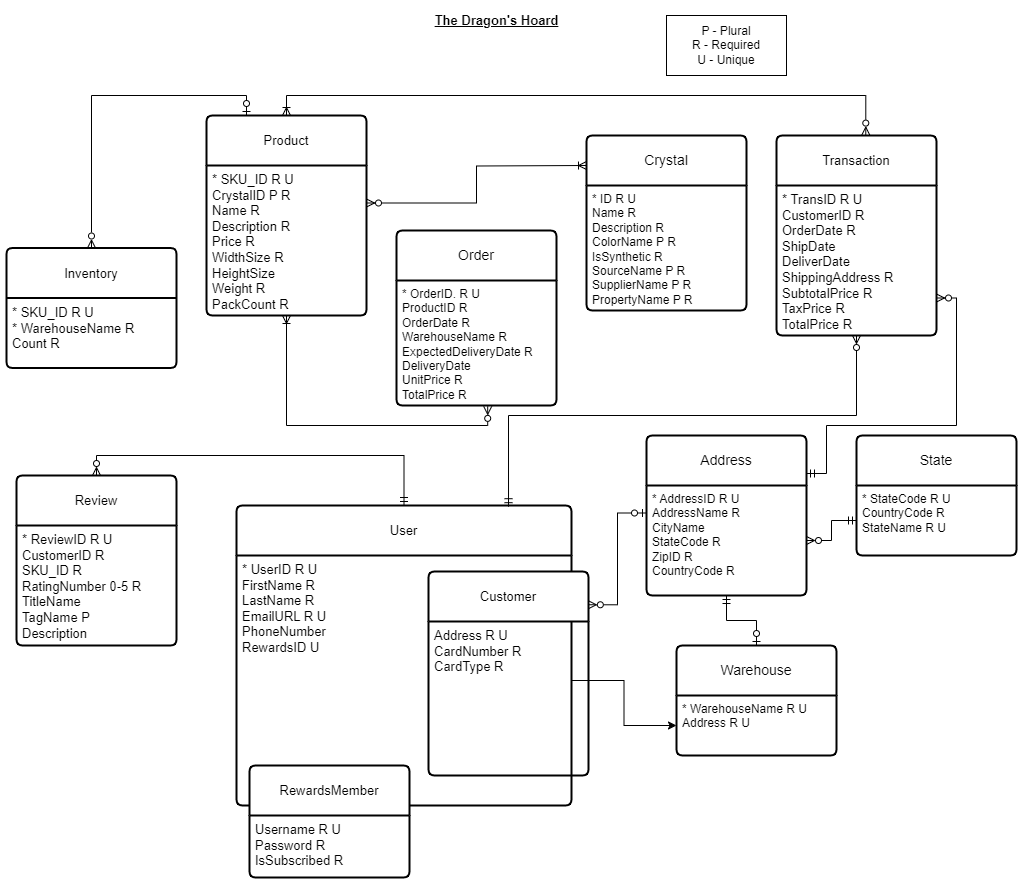 The Dragon's Hoard
P - Plural
R - Required
U - Unique
Product
* SKU_ID R U
CrystalID P R
Name R
Description R
Price R
WidthSize R
HeightSize
Weight R
PackCount R
Crystal
* ID R U
Name R
Description R
ColorName P R
IsSynthetic R
SourceName P R
SupplierName P R
PropertyName P R
Transaction
* TransID R U
CustomerID R
OrderDate R
ShipDate
DeliverDate
ShippingAddress R
SubtotalPrice R
TaxPrice R
TotalPrice R
Inventory
* SKU_ID R U
* WarehouseName R
Count R
Order
* OrderID. R U
ProductID R
OrderDate R
WarehouseName R
ExpectedDeliveryDate R
DeliveryDate
UnitPrice R
TotalPrice R
Review
* ReviewID R U
CustomerID R
SKU_ID R
RatingNumber 0-5 R
TitleName
TagName P
Description
User
* UserID R U
FirstName R
LastName R
EmailURL R U
PhoneNumber
RewardsID U
Customer
Address R U
CardNumber R
CardType R
RewardsMember
Username R U
Password R
IsSubscribed R
Address
* AddressID R U
AddressName R
CityName
StateCode R
ZipID R
CountryCode R
State
* StateCode R U
CountryCode R
StateName R U
Warehouse
* WarehouseName R U
Address R U